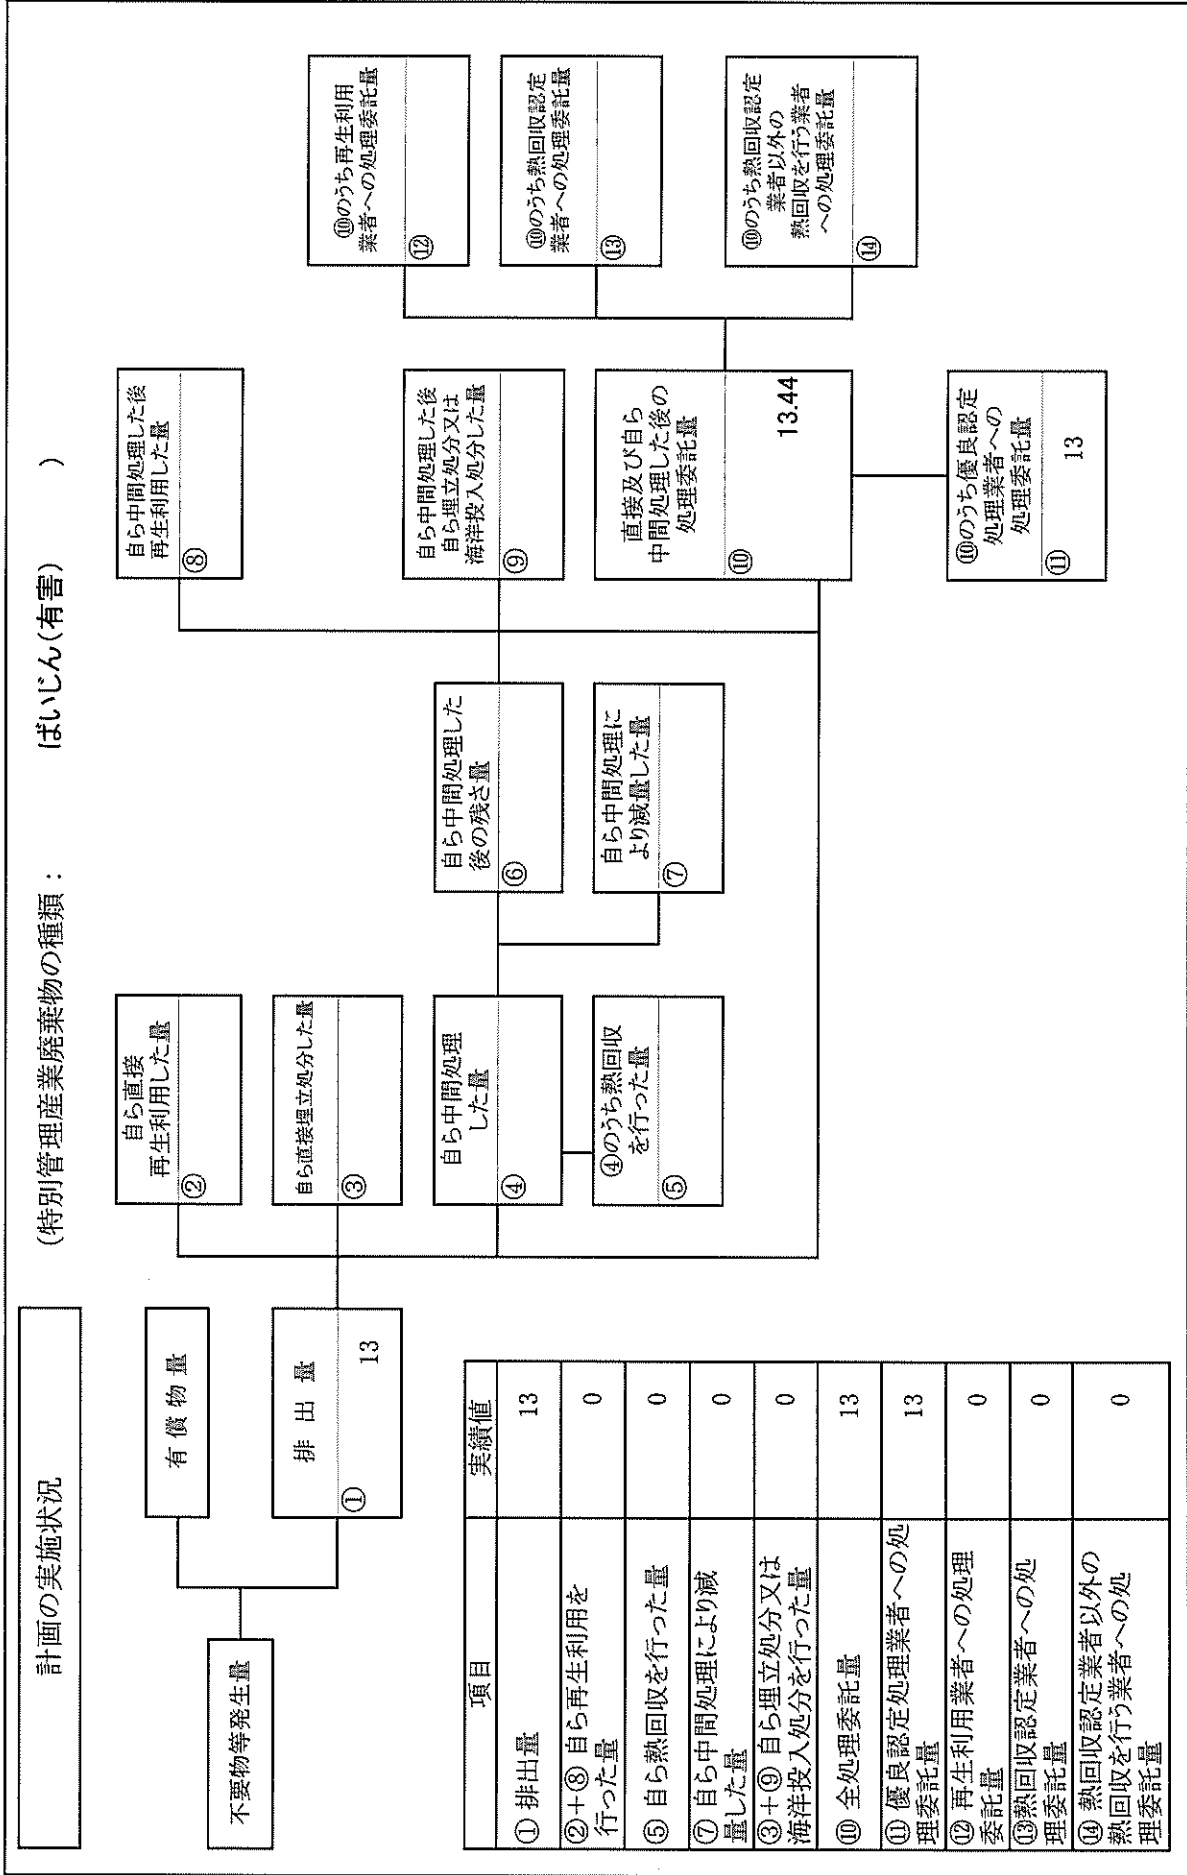 計画の実施状況
(特別管理産業廃棄物の種類： ばいじん(有害) )
不要物等発生量
有償物量
排出量
① 13
自ら直接
再生利用した量
②
自ら直接埋立処分した量
③
自ら中間処理
した量
④
④のうち熱回収
を行った量
⑤
自ら中間処理した
後の残さ量
⑥
自ら中間処理に
より減量した量
⑦
自ら中間処理した後
再生利用した量
⑧
自ら中間処理した後
自ら埋立処分又は
海洋投入処分した量
⑨
直接及び自ら
中間処理した後の
処理委託量
⑩ 13.44
⑩のうち優良認定
処理業者への
処理委託量
⑪ 13
⑩のうち再生利用
業者への処理委託量
⑫
⑩のうち熱回収認定
業者への処理委託量
⑬
⑩のうち熱回収認定
業者以外の
熱回収を行う業者
への処理委託量
⑭
項目 実績値
① 排出量 13
②+⑧ 自ら再生利用を
行った量 0
⑤ 自ら熱回収を行った量 0
⑦ 自ら中間処理により減
量した量 0
③+⑨ 自ら埋立処分又は
海洋投入処分を行った量 0
⑩ 全処理委託量 13
⑪ 優良認定処理業者への処
理委託量 13
⑫ 再生利用業者への処理
委託量 0
⑬熱回収認定業者への処
理委託量 0
⑭ 熱回収認定業者以外の
熱回収を行う業者への処
理委託量 0